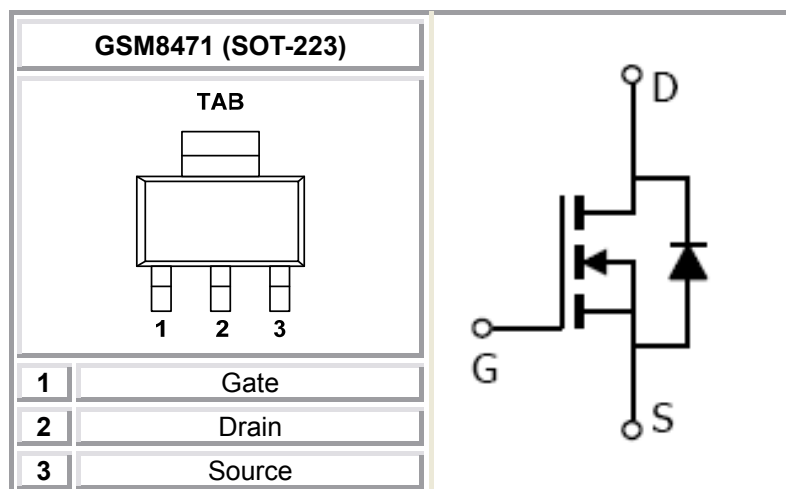 GSM8471 (SOT-223)
TAB
1 2 3
1 Gate
2 Drain
3 Source
D
G
S